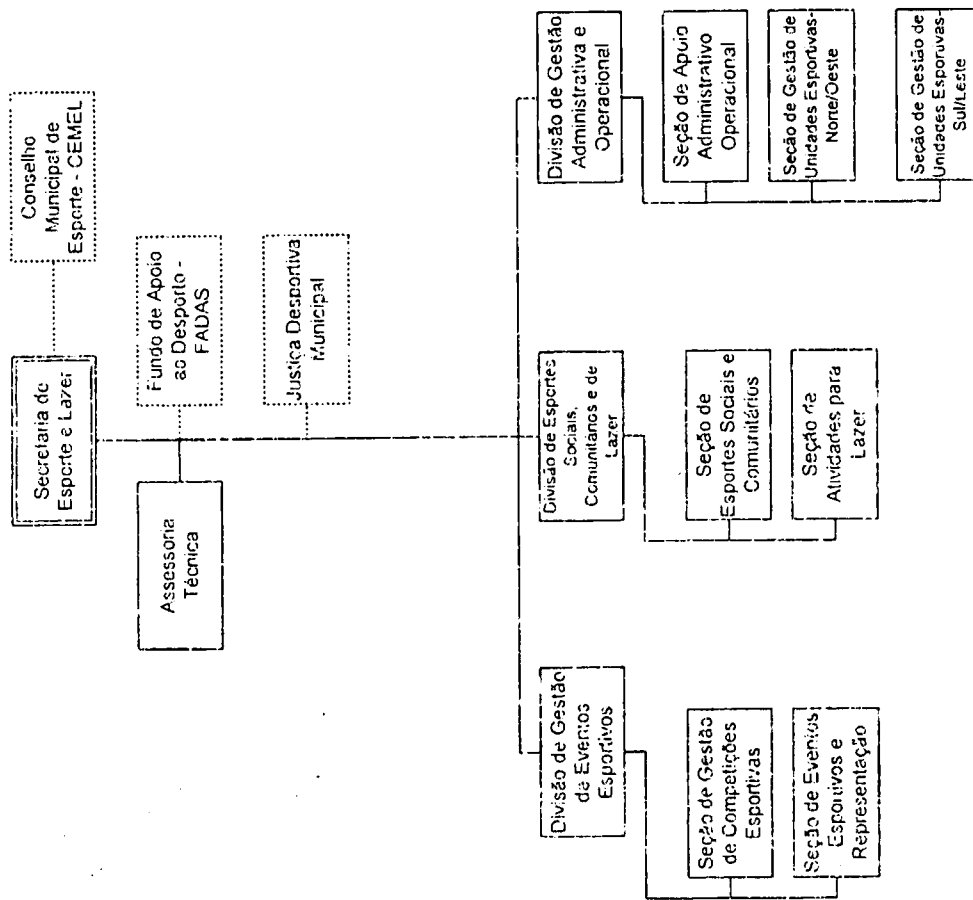 Secretaria de
Esporte e Lazer
Conselho
Municipal de
Esporte - CEMEL
Assessoria
Técnica
Fundo de Apoio
ao Desporto -
FADAS
Justiça Desportiva
Municipal
Divisão de Gestão
de Eventos
Esportivos
Seção de Gestão
de Competições
Esportivas
Seção de Eventos
Esportivos e
Representação
Divisão de Esportes
Sociais,
Comunitários e de
Lazer
Seção de
Esportes Sociais e
Comunitários
Seção de
Atividades para
Lazer
Divisão de Gestão
Administrativa e
Operacional
Seção de Apoio
Administrativo
Operacional
Seção de Gestão de
Unidades Esportivas-
Norte/Oeste
Seção de Gestão de
Unidades Esportivas-
Sul/Leste